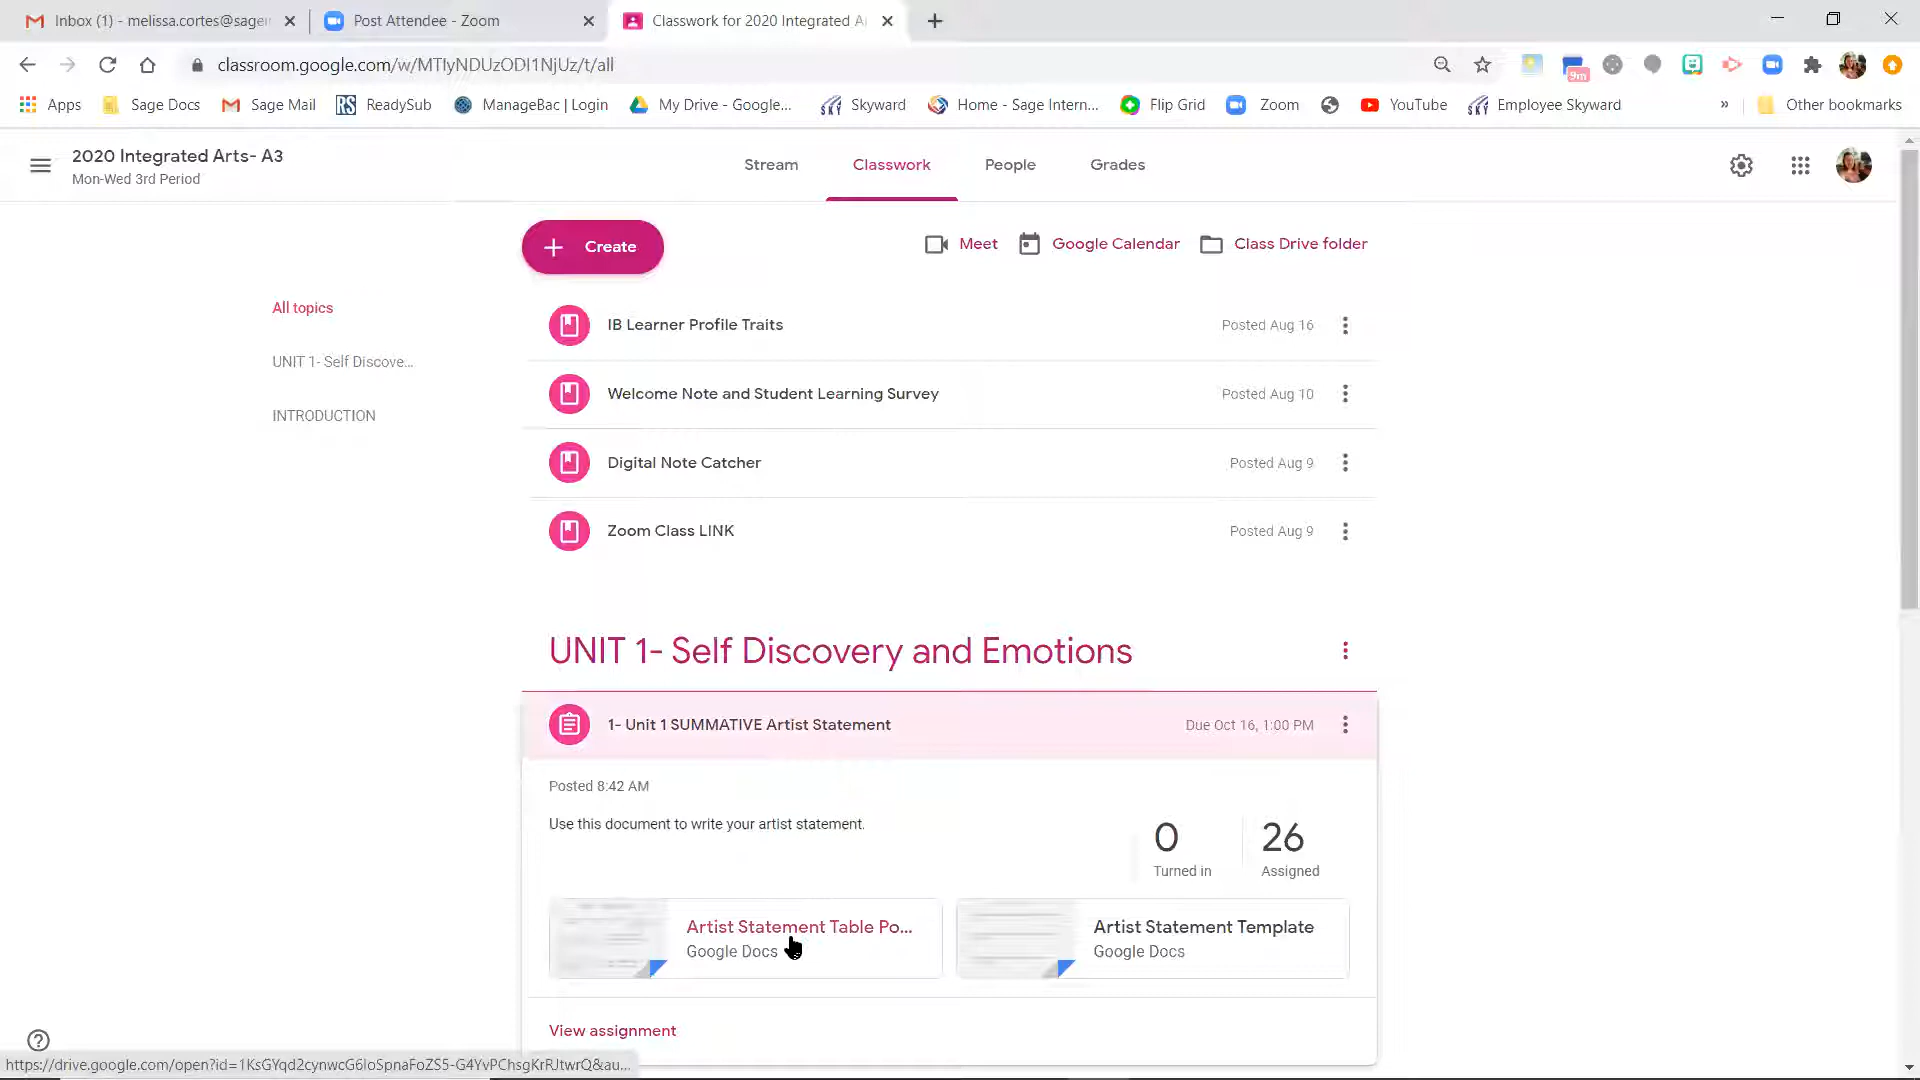 Inbox (1) - melissa.cortes@sagei
Post Attendee - Zoom
Classwork for 2020 Integrated A
classroom.google.com/w/MTIyNDUzODI1NjUz/t/all
9m
Apps
Sage Docs
Sage Mail
RS
ReadySub
ManageBac | Login
My Drive - Google...
Skyward
Home - Sage Intern...
Flip Grid
Zoom
YouTube
Employee Skyward
»
Other bookmarks
2020 Integrated Arts- A3
Mon-Wed 3rd Period
Stream
Classwork
People
Grades
+ Create
Meet
Google Calendar
Class Drive folder
All topics
UNIT 1- Self Discove...
INTRODUCTION
IB Learner Profile Traits
Posted Aug 16
Welcome Note and Student Learning Survey
Posted Aug 10
Digital Note Catcher
Posted Aug 9
Zoom Class LINK
Posted Aug 9
UNIT 1- Self Discovery and Emotions
1- Unit 1 SUMMATIVE Artist Statement
Due Oct 16, 1:00 PM
Posted 8:42 AM
Use this document to write your artist statement.
0
Turned in
26
Assigned
Artist Statement Table Po...
Google Docs
Artist Statement Template
Google Docs
View assignment
https://drive.google.com/open?id=1KsGYqd2cynwcG6IoSpnaFoZS5-G4YvPChsgKrRJtwrQ&au...